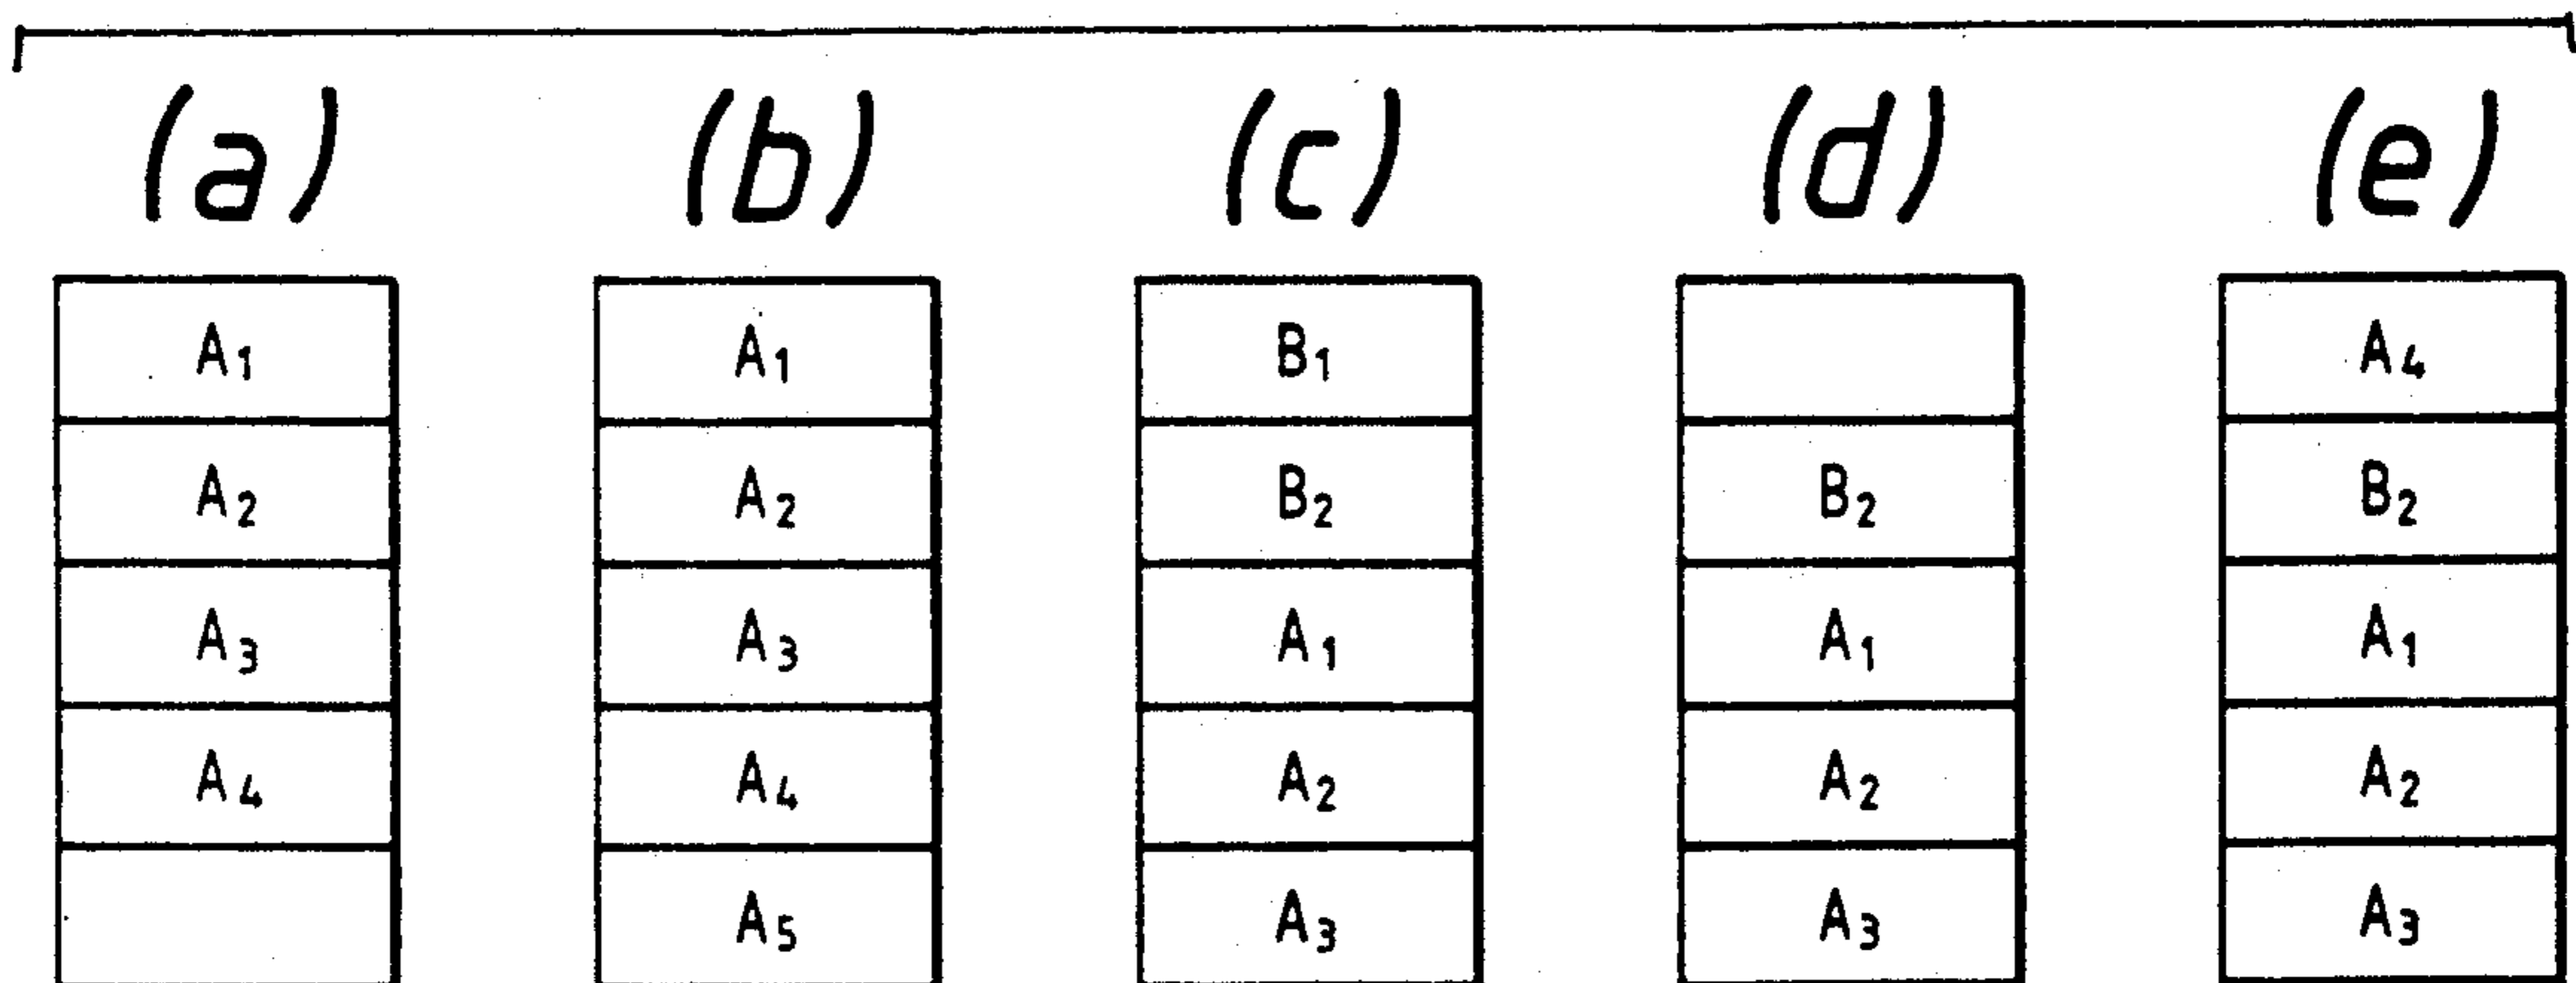 (a) (b) (c) (d) (e)
A1 A1 B1 A4
A2 A2 B2 B2 B2
A3 A3 A1 A1 A1
A4 A4 A2 A2 A2
A5 A3 A3 A3